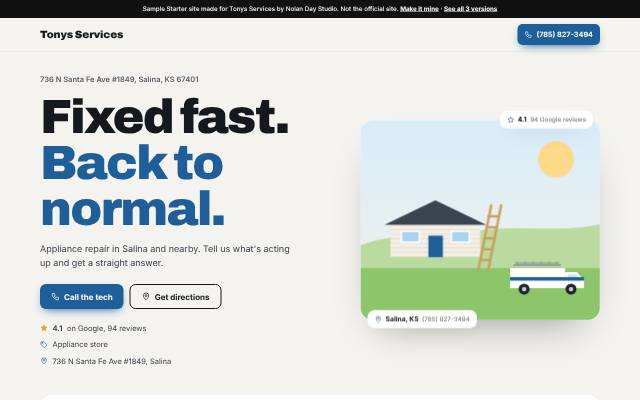 Sample Starter site made for Tonys Services by Nolan Day Studio. Not the official site. Make it mine · See all 3 versions
Tonys Services
(785) 827-3494
736 N Santa Fe Ave #1849, Salina, KS 67401
Fixed fast.
Back to
normal.
Appliance repair in Salina and nearby. Tell us what's acting
up and get a straight answer.
Call the tech
Get directions
4.1 on Google, 94 reviews
Appliance store
736 N Santa Fe Ave #1849, Salina
4.1 94 Google reviews
Salina, KS (785) 827-3494